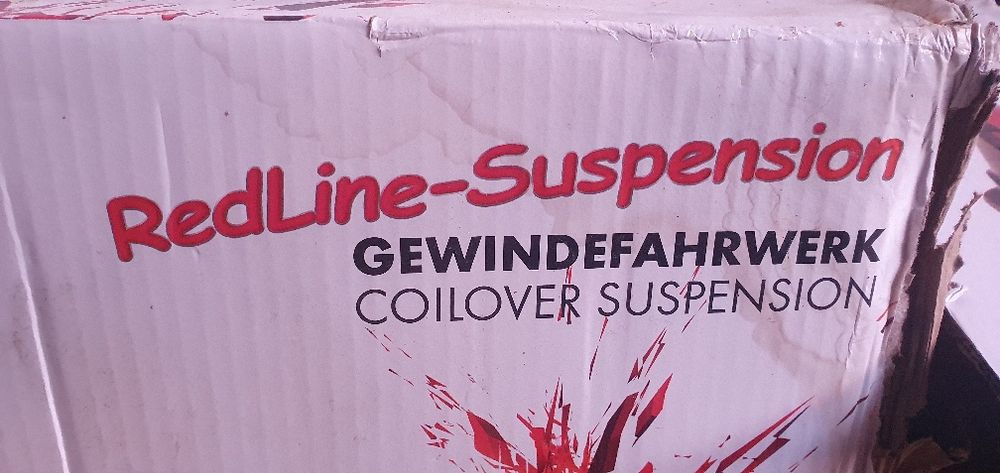 RedLine-Suspension
GEWINDEFAHRWERK
COILOVER SUSPENSION